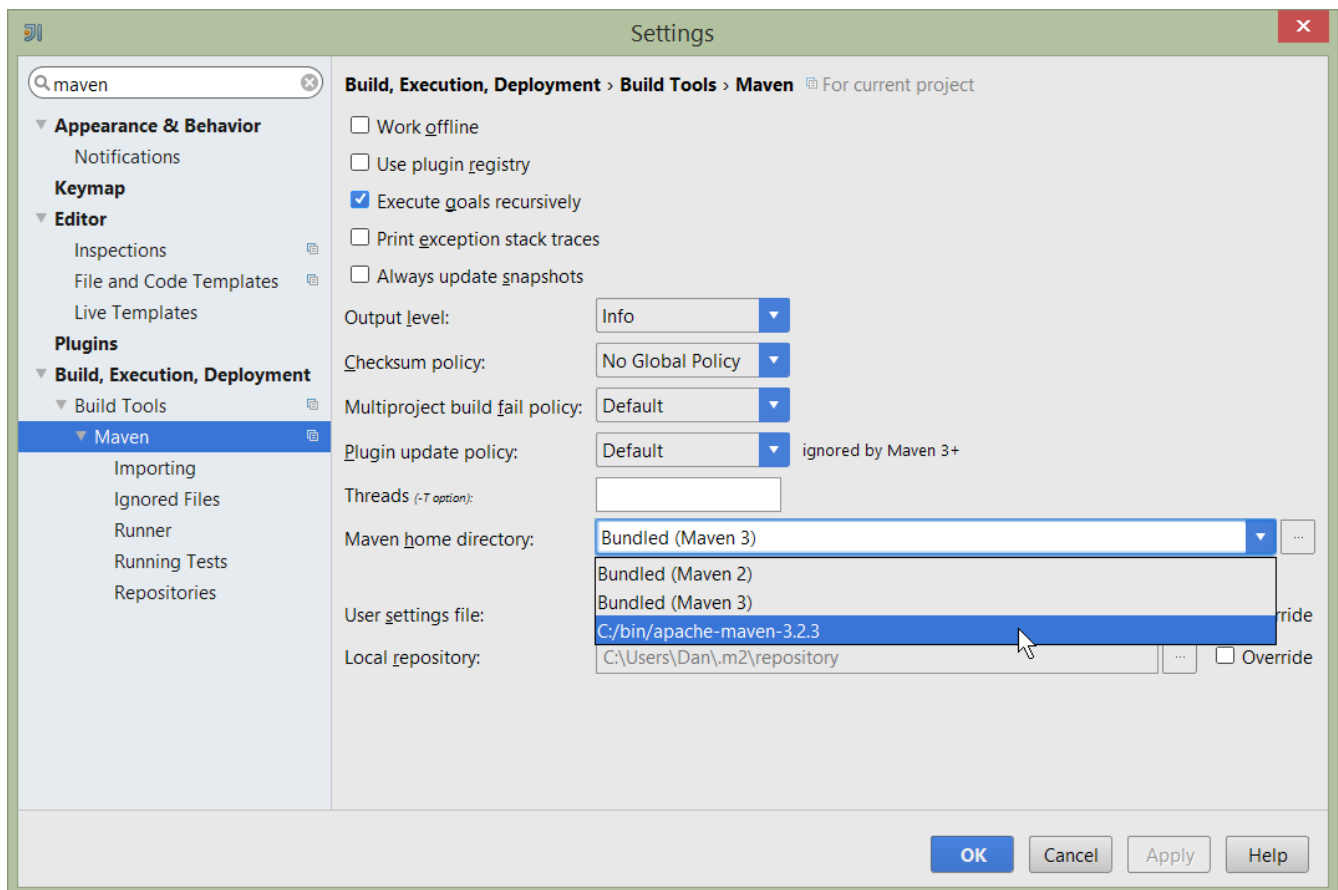 Settings
maven
Appearance & Behavior
Notifications
Keymap
Editor
Inspections
File and Code Templates
Live Templates
Plugins
Build, Execution, Deployment
Build Tools
Maven
Importing
Ignored Files
Runner
Running Tests
Repositories
Build, Execution, Deployment › Build Tools › Maven For current project
Work offline
Use plugin registry
Execute goals recursively
Print exception stack traces
Always update snapshots
Output level: Info
Checksum policy: No Global Policy
Multiproject build fail policy: Default
Plugin update policy: Default ignored by Maven 3+
Threads (-T option):
Maven home directory: Bundled (Maven 3) ...
Bundled (Maven 2)
Bundled (Maven 3)
C:/bin/apache-maven-3.2.3
User settings file: rride
Local repository: C:\Users\Dan\.m2\repository ... Override
OK Cancel Apply Help